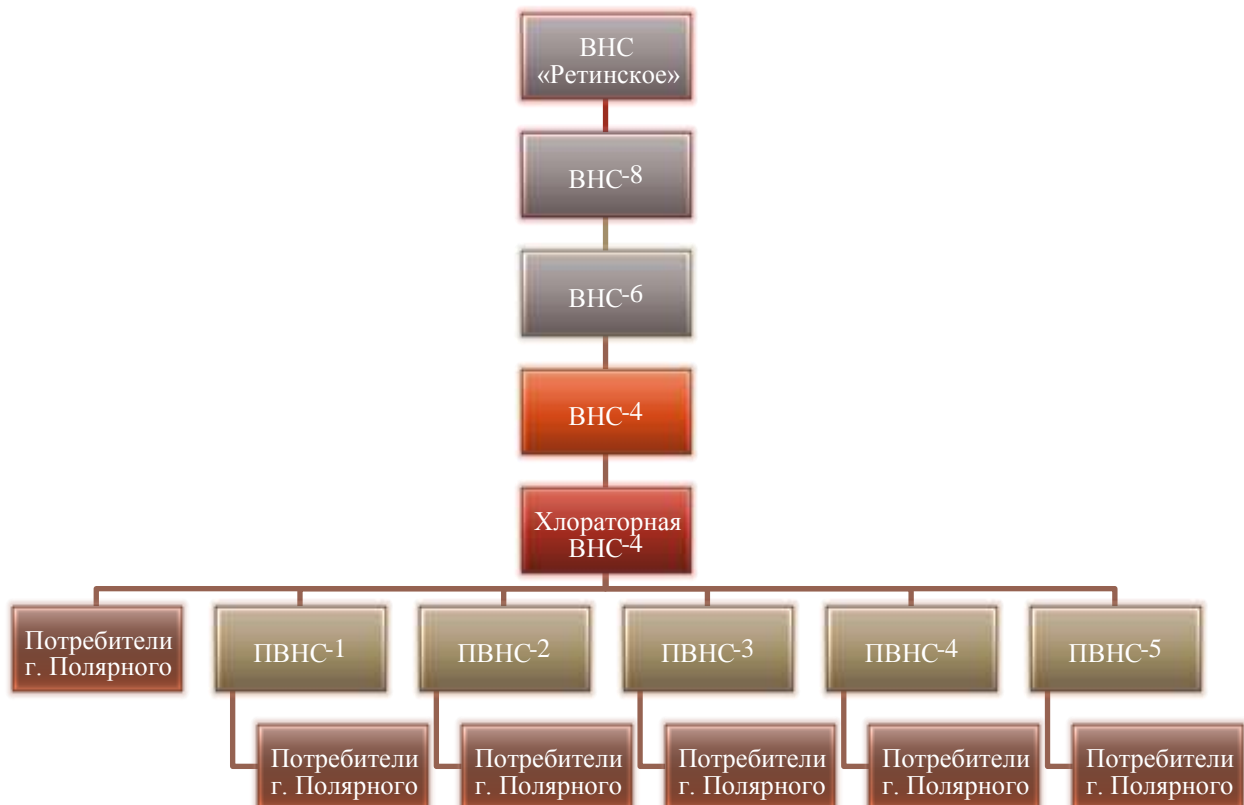 ВНС
«Ретинское»
ВНС-8
ВНС-6
ВНС-4
Хлораторная
ВНС-4
Потребители
г. Полярного
ПВНС-1
ПВНС-2
ПВНС-3
ПВНС-4
ПВНС-5
Потребители
г. Полярного
Потребители
г. Полярного
Потребители
г. Полярного
Потребители
г. Полярного
Потребители
г. Полярного